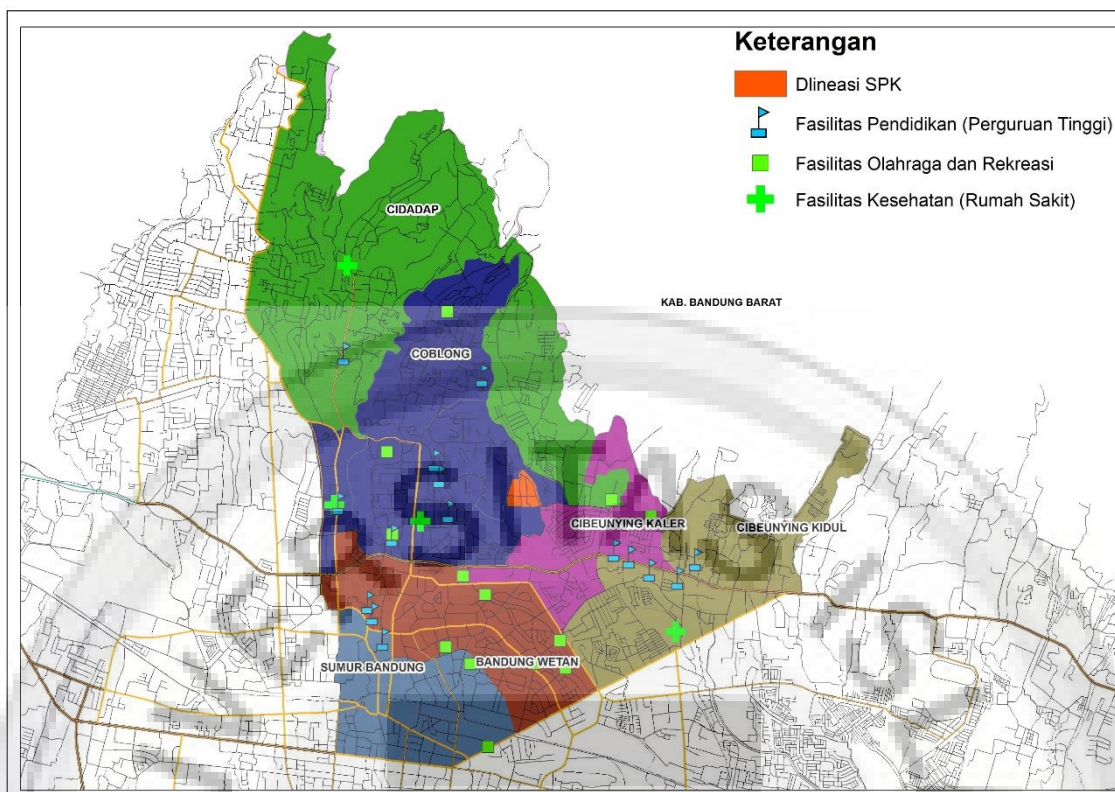 Keterangan
Dlineasi SPK
Fasilitas Pendidikan (Perguruan Tinggi)
Fasilitas Olahraga dan Rekreasi
Fasilitas Kesehatan (Rumah Sakit)
CIDADAP
KAB. BANDUNG BARAT
COBLONG
CIBEUNYING KALER
CIBEUNYING KIDUL
SUMUR BANDUNG
BANDUNG WETAN